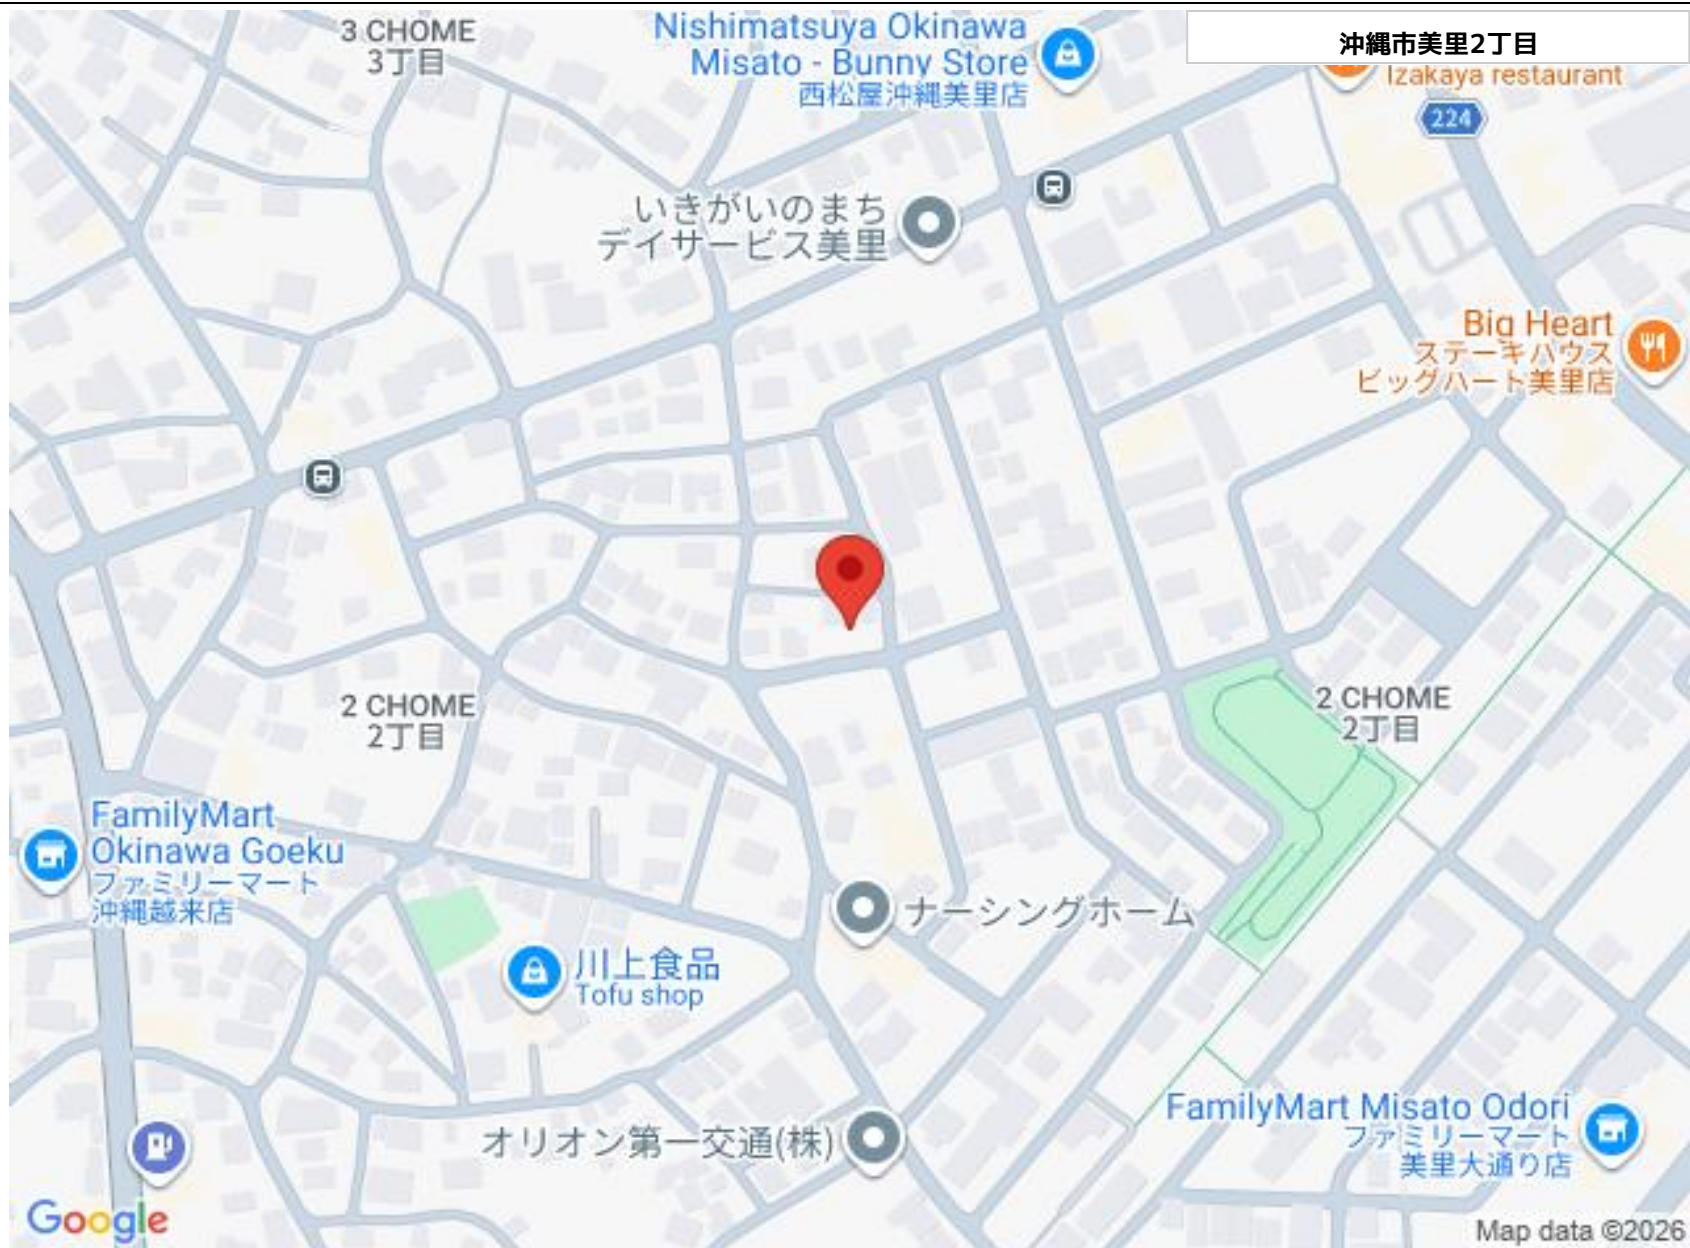 3 CHOME
3丁目
Nishimatsuya Okinawa
Misato - Bunny Store
西松屋沖縄美里店
沖縄市美里2丁目
Izakaya restaurant
224
いきがいのまち
デイサービス美里
Big Heart
ステーキハウス
ビッグハート美里店
2 CHOME
2丁目
2 CHOME
2丁目
FamilyMart
Okinawa Goeku
ファミリーマート
沖縄越来店
ナーシングホーム
川上食品
Tofu shop
FamilyMart Misato Odori
ファミリーマート
美里大通り店
オリオン第一交通(株)
Google
Map data ©2026